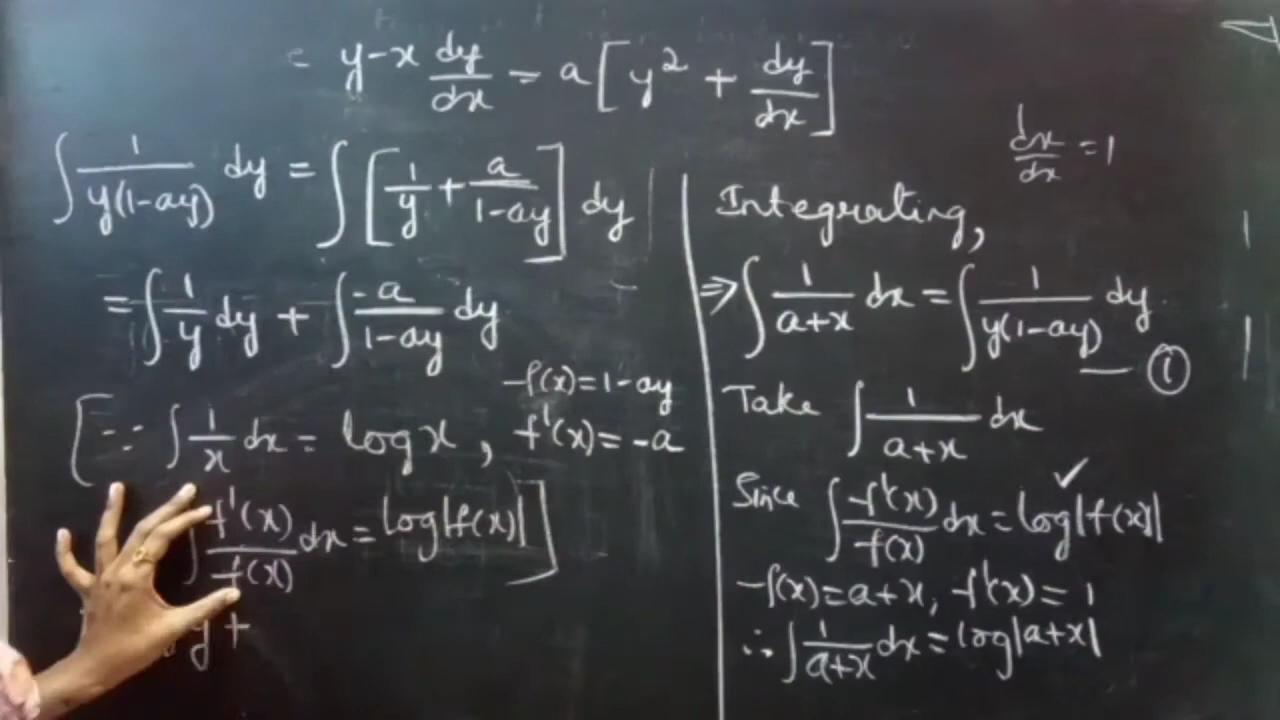 = y-x dy/dx = a[y² + dy/dx]
∫ 1/y(1-ay) dy = ∫ [1/y + a/1-ay] dy
= ∫ 1/y dy + ∫ -a/1-ay dy
f(x)=1-ay
[∵ ∫ 1/x dx = log x, f'(x) = -a
∫ f'(x)/f(x) dx = log|f(x)|]
y +
dx/dx = 1
Integrating,
⇒ ∫ 1/a+x dx = ∫ 1/y(1-ay) dy — ①
Take ∫ 1/a+x dx
Since ∫ f'(x)/f(x) dx = log|f(x)| ✓
f(x)=a+x, f'(x)= 1
∴ ∫ 1/a+x dx = log|a+x|